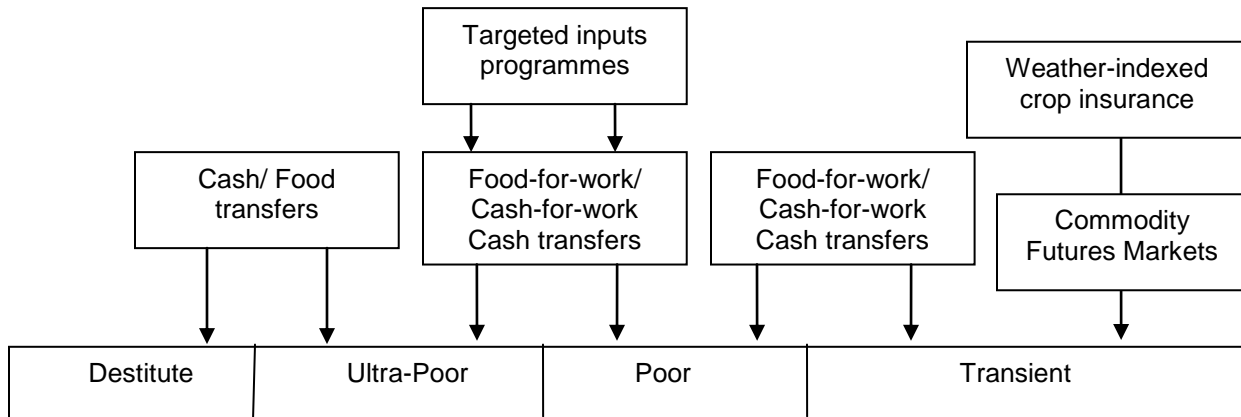 Targeted inputs
programmes
Weather-indexed
crop insurance
Cash/ Food
transfers
Food-for-work/
Cash-for-work
Cash transfers
Food-for-work/
Cash-for-work
Cash transfers
Commodity
Futures Markets
Destitute
Ultra-Poor
Poor
Transient